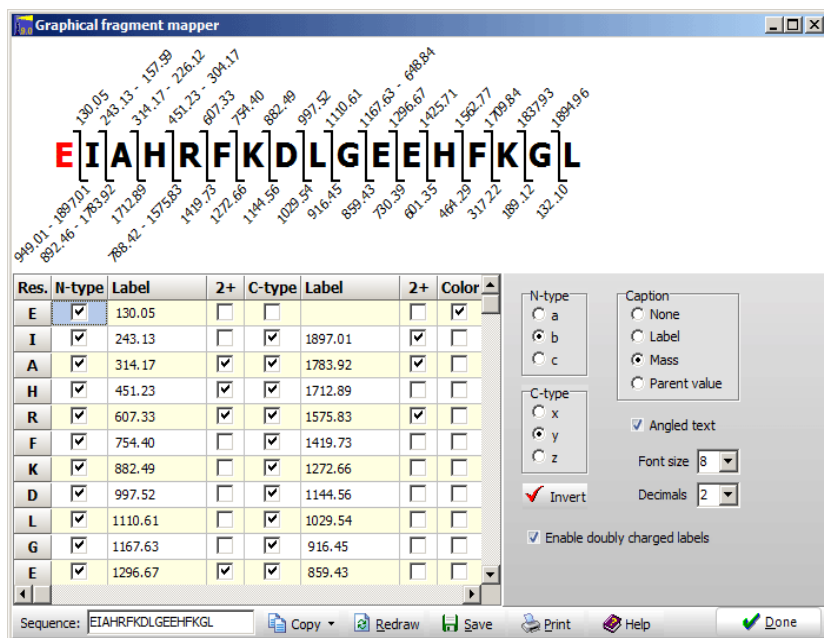 Graphical fragment mapper
130.05 243.13 - 157.59 314.17 - 226.12 451.23 - 304.17 607.33 754.40 882.49 997.52 1110.61 1167.63 - 648.84 1296.67 1425.71 1562.77 1709.84 1837.93 1894.96
EIAHRFKDLGEEHFKGL
949.01 - 1897.01 892.46 - 1783.92 1712.89 788.42 - 1575.83 1419.73 1272.66 1144.56 1029.54 916.45 859.43 730.39 601.35 464.29 317.22 189.12 132.10
Res. N-type Label 2+ C-type Label 2+ Color
E 130.05
I 243.13 1897.01
A 314.17 1783.92
H 451.23 1712.89
R 607.33 1575.83
F 754.40 1419.73
K 882.49 1272.66
D 997.52 1144.56
L 1110.61 1029.54
G 1167.63 916.45
E 1296.67 859.43
N-type
a
b
c
C-type
x
y
z
Invert
Caption
None
Label
Mass
Parent value
Angled text
Font size 8
Decimals 2
Enable doubly charged labels
Sequence: EIAHRFKDLGEEHFKGL Copy Redraw Save Print Help Done